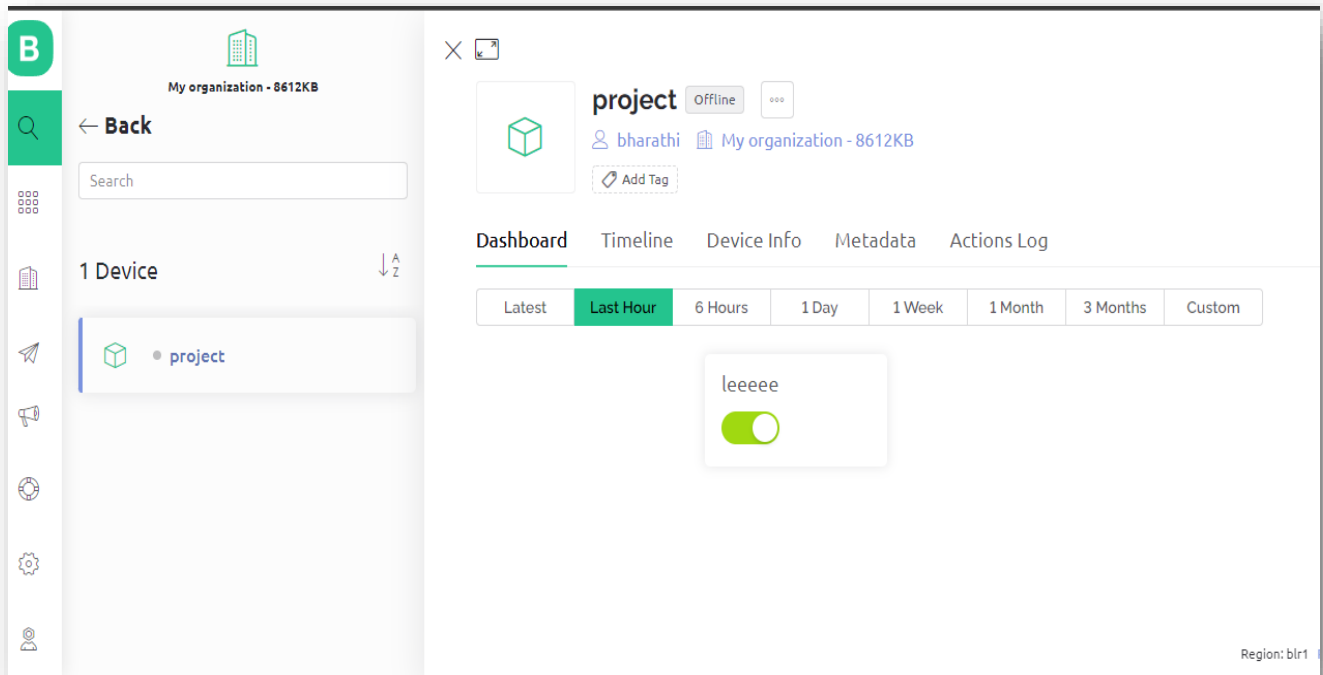 B
My organization - 8612KB
← Back
Search
1 Device
A
Z
project
project Offline
bharathi My organization - 8612KB
Add Tag
Dashboard Timeline Device Info Metadata Actions Log
Latest Last Hour 6 Hours 1 Day 1 Week 1 Month 3 Months Custom
leeeee
Region: blr1